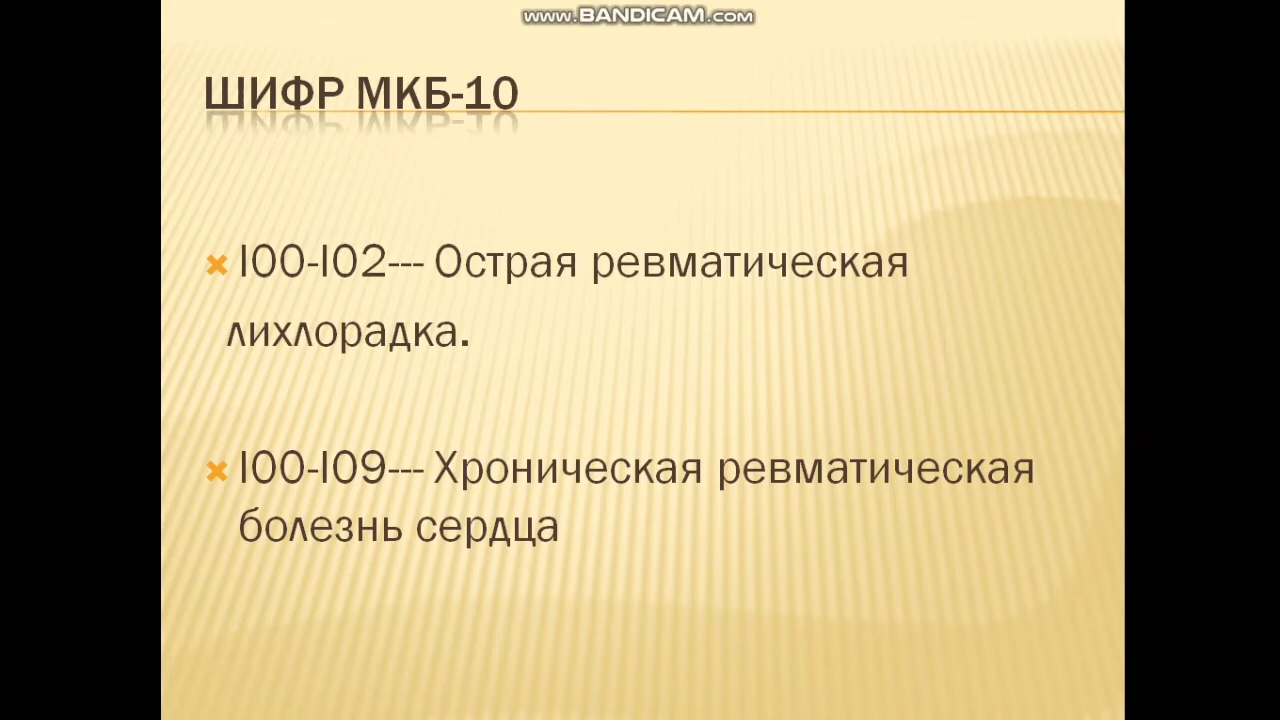 www.BANDICAM.com
ШИФР МКБ-10
I00-I02--- Острая ревматическая
лихлорадка.
I00-I09--- Хроническая ревматическая
болезнь сердца